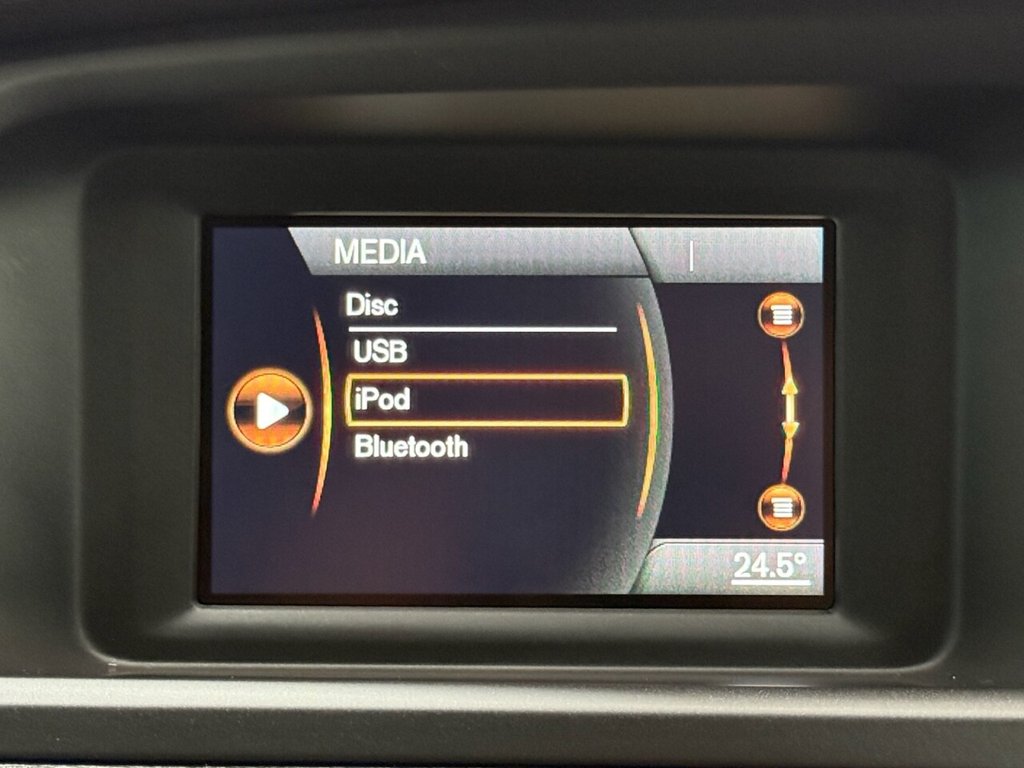 MEDIA
Disc
USB
iPod
Bluetooth
24.5°